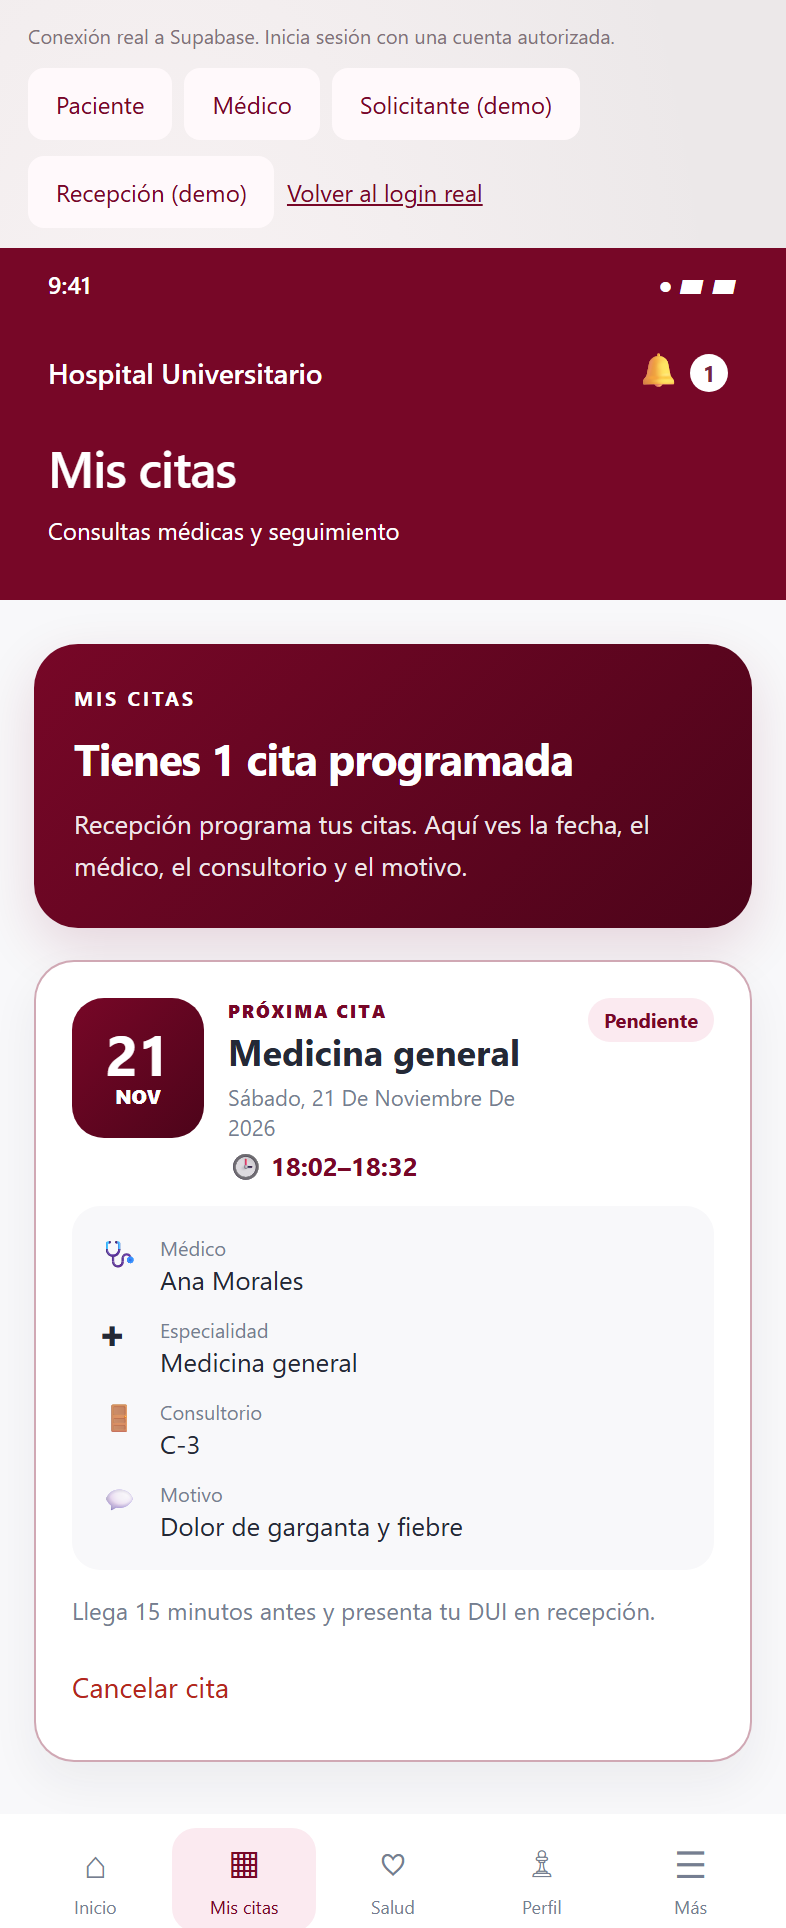 Conexión real a Supabase. Inicia sesión con una cuenta autorizada.
Paciente
Médico
Solicitante (demo)
Recepción (demo)
Volver al login real
9:41
Hospital Universitario
1
Mis citas
Consultas médicas y seguimiento
MIS CITAS
Tienes 1 cita programada
Recepción programa tus citas. Aquí ves la fecha, el
médico, el consultorio y el motivo.
21
NOV
PRÓXIMA CITA
Medicina general
Pendiente
Sábado, 21 De Noviembre De
2026
18:02–18:32
Médico
Ana Morales
Especialidad
Medicina general
Consultorio
C-3
Motivo
Dolor de garganta y fiebre
Llega 15 minutos antes y presenta tu DUI en recepción.
Cancelar cita
Inicio
Mis citas
Salud
Perfil
Más